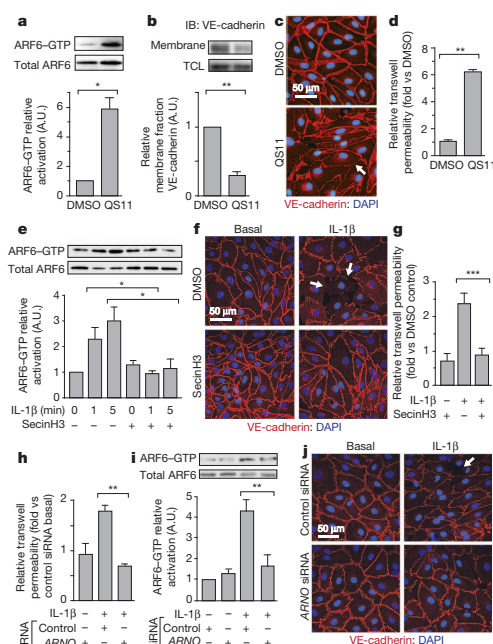 a
ARF6–GTP
Total ARF6
*
ARF6–GTP relative
activation (A.U.)
6
4
2
0
DMSO QS11
b
IB: VE-cadherin
Membrane
TCL
**
Relative
membrane fraction
VE-cadherin (A.U.)
1.0
0.5
0
DMSO QS11
c
DMSO
50 μm
QS11
VE-cadherin: DAPI
d
**
Relative transwell
permeability (fold vs DMSO)
7
6
5
4
3
2
1
0
DMSO
QS11
e
ARF6–GTP
Total ARF6
*
*
ARF6–GTP relative
activation (A.U.)
4
3
2
1
0
IL-1β (min) 0 1 5 0 1 5
SecinH3 – – – + + +
f
Basal IL-1β
DMSO
50 μm
SecinH3
VE-cadherin: DAPI
g
***
Relative transwell permeability
(fold vs DMSO control)
3
2
1
0
IL-1β – + +
SecinH3 + – +
h
**
Relative transwell
permeability (fold vs
control siRNA basal)
2
1
0
IL-1β – + +
Control – + –
ARNO + – +
i
ARF6–GTP
Total ARF6
**
ARF6–GTP relative
activation (A.U.)
5
4
3
2
1
0
IL-1β – – + +
Control + – + –
ARNO – + – +
j
Basal IL-1β
Control siRNA
50 μm
ARNO siRNA
VE-cadherin: DAPI